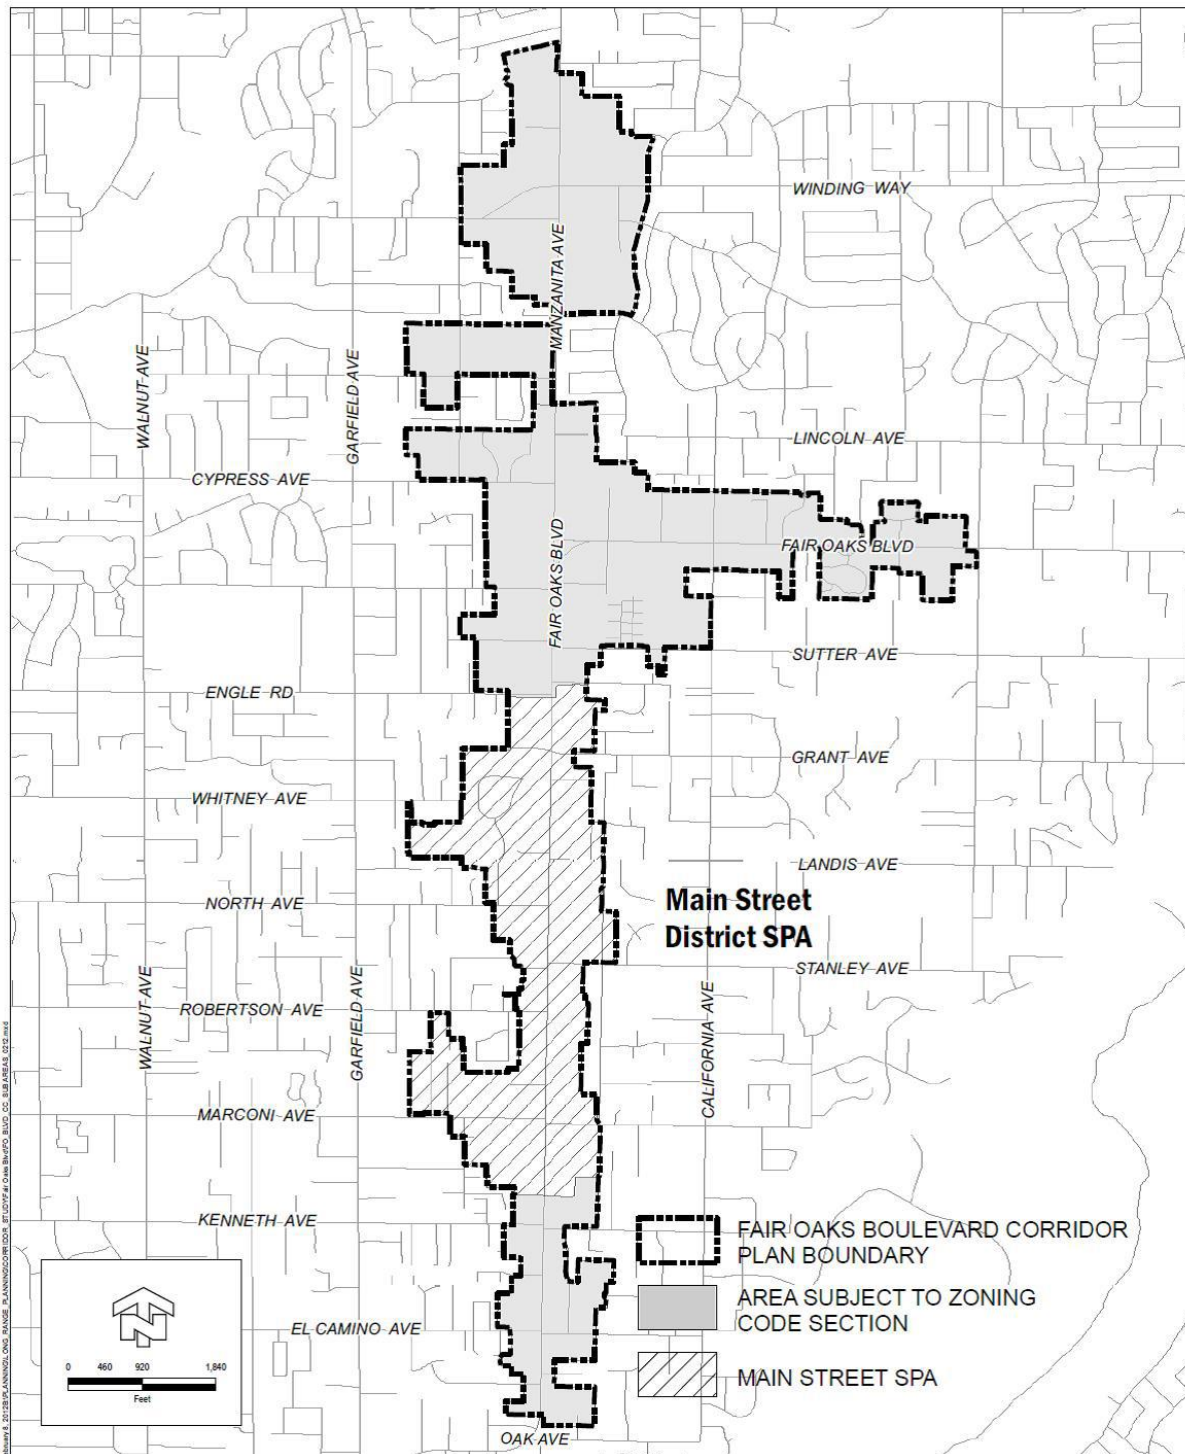 WINDING WAY
MANZANITA AVE
WALNUT AVE
GARFIELD AVE
LINCOLN AVE
CYPRESS AVE
FAIR OAKS BLVD
FAIR OAKS BLVD
SUTTER AVE
ENGLE RD
GRANT AVE
WHITNEY AVE
LANDIS AVE
NORTH AVE
Main Street
District SPA
STANLEY AVE
WALNUT AVE
GARFIELD AVE
CALIFORNIA AVE
ROBERTSON AVE
MARCONI AVE
KENNETH AVE
FAIR OAKS BOULEVARD CORRIDOR
PLAN BOUNDARY
AREA SUBJECT TO ZONING
CODE SECTION
EL CAMINO AVE
MAIN STREET SPA
N
0 460 920 1,840
Feet
OAK AVE